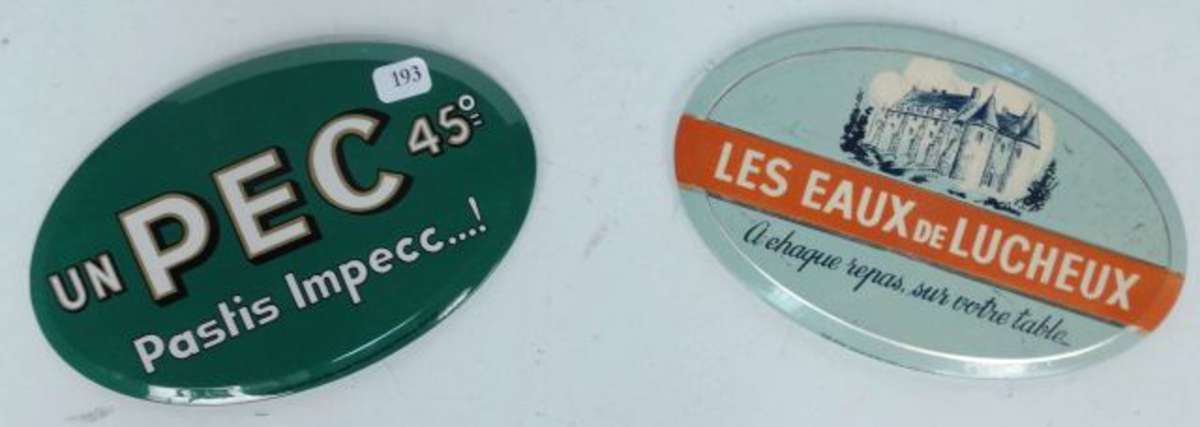 193
UN PEC 45°
Pastis Impecc...!
LES EAUX DE LUCHEUX
A chaque repas. sur votre table...